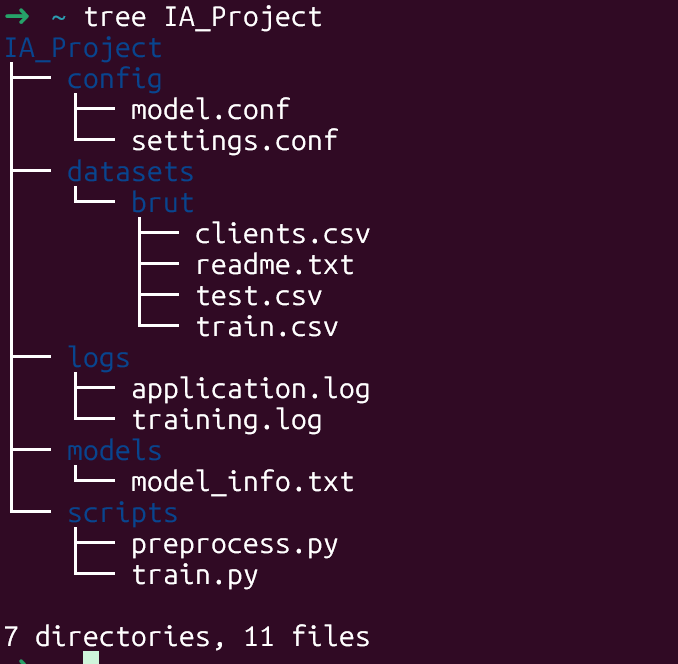 ➜ ~ tree IA_Project
IA_Project
├── config
│   ├── model.conf
│   └── settings.conf
├── datasets
│   └── brut
│       ├── clients.csv
│       ├── readme.txt
│       ├── test.csv
│       └── train.csv
├── logs
│   ├── application.log
│   └── training.log
├── models
│   └── model_info.txt
└── scripts
    ├── preprocess.py
    └── train.py

7 directories, 11 files